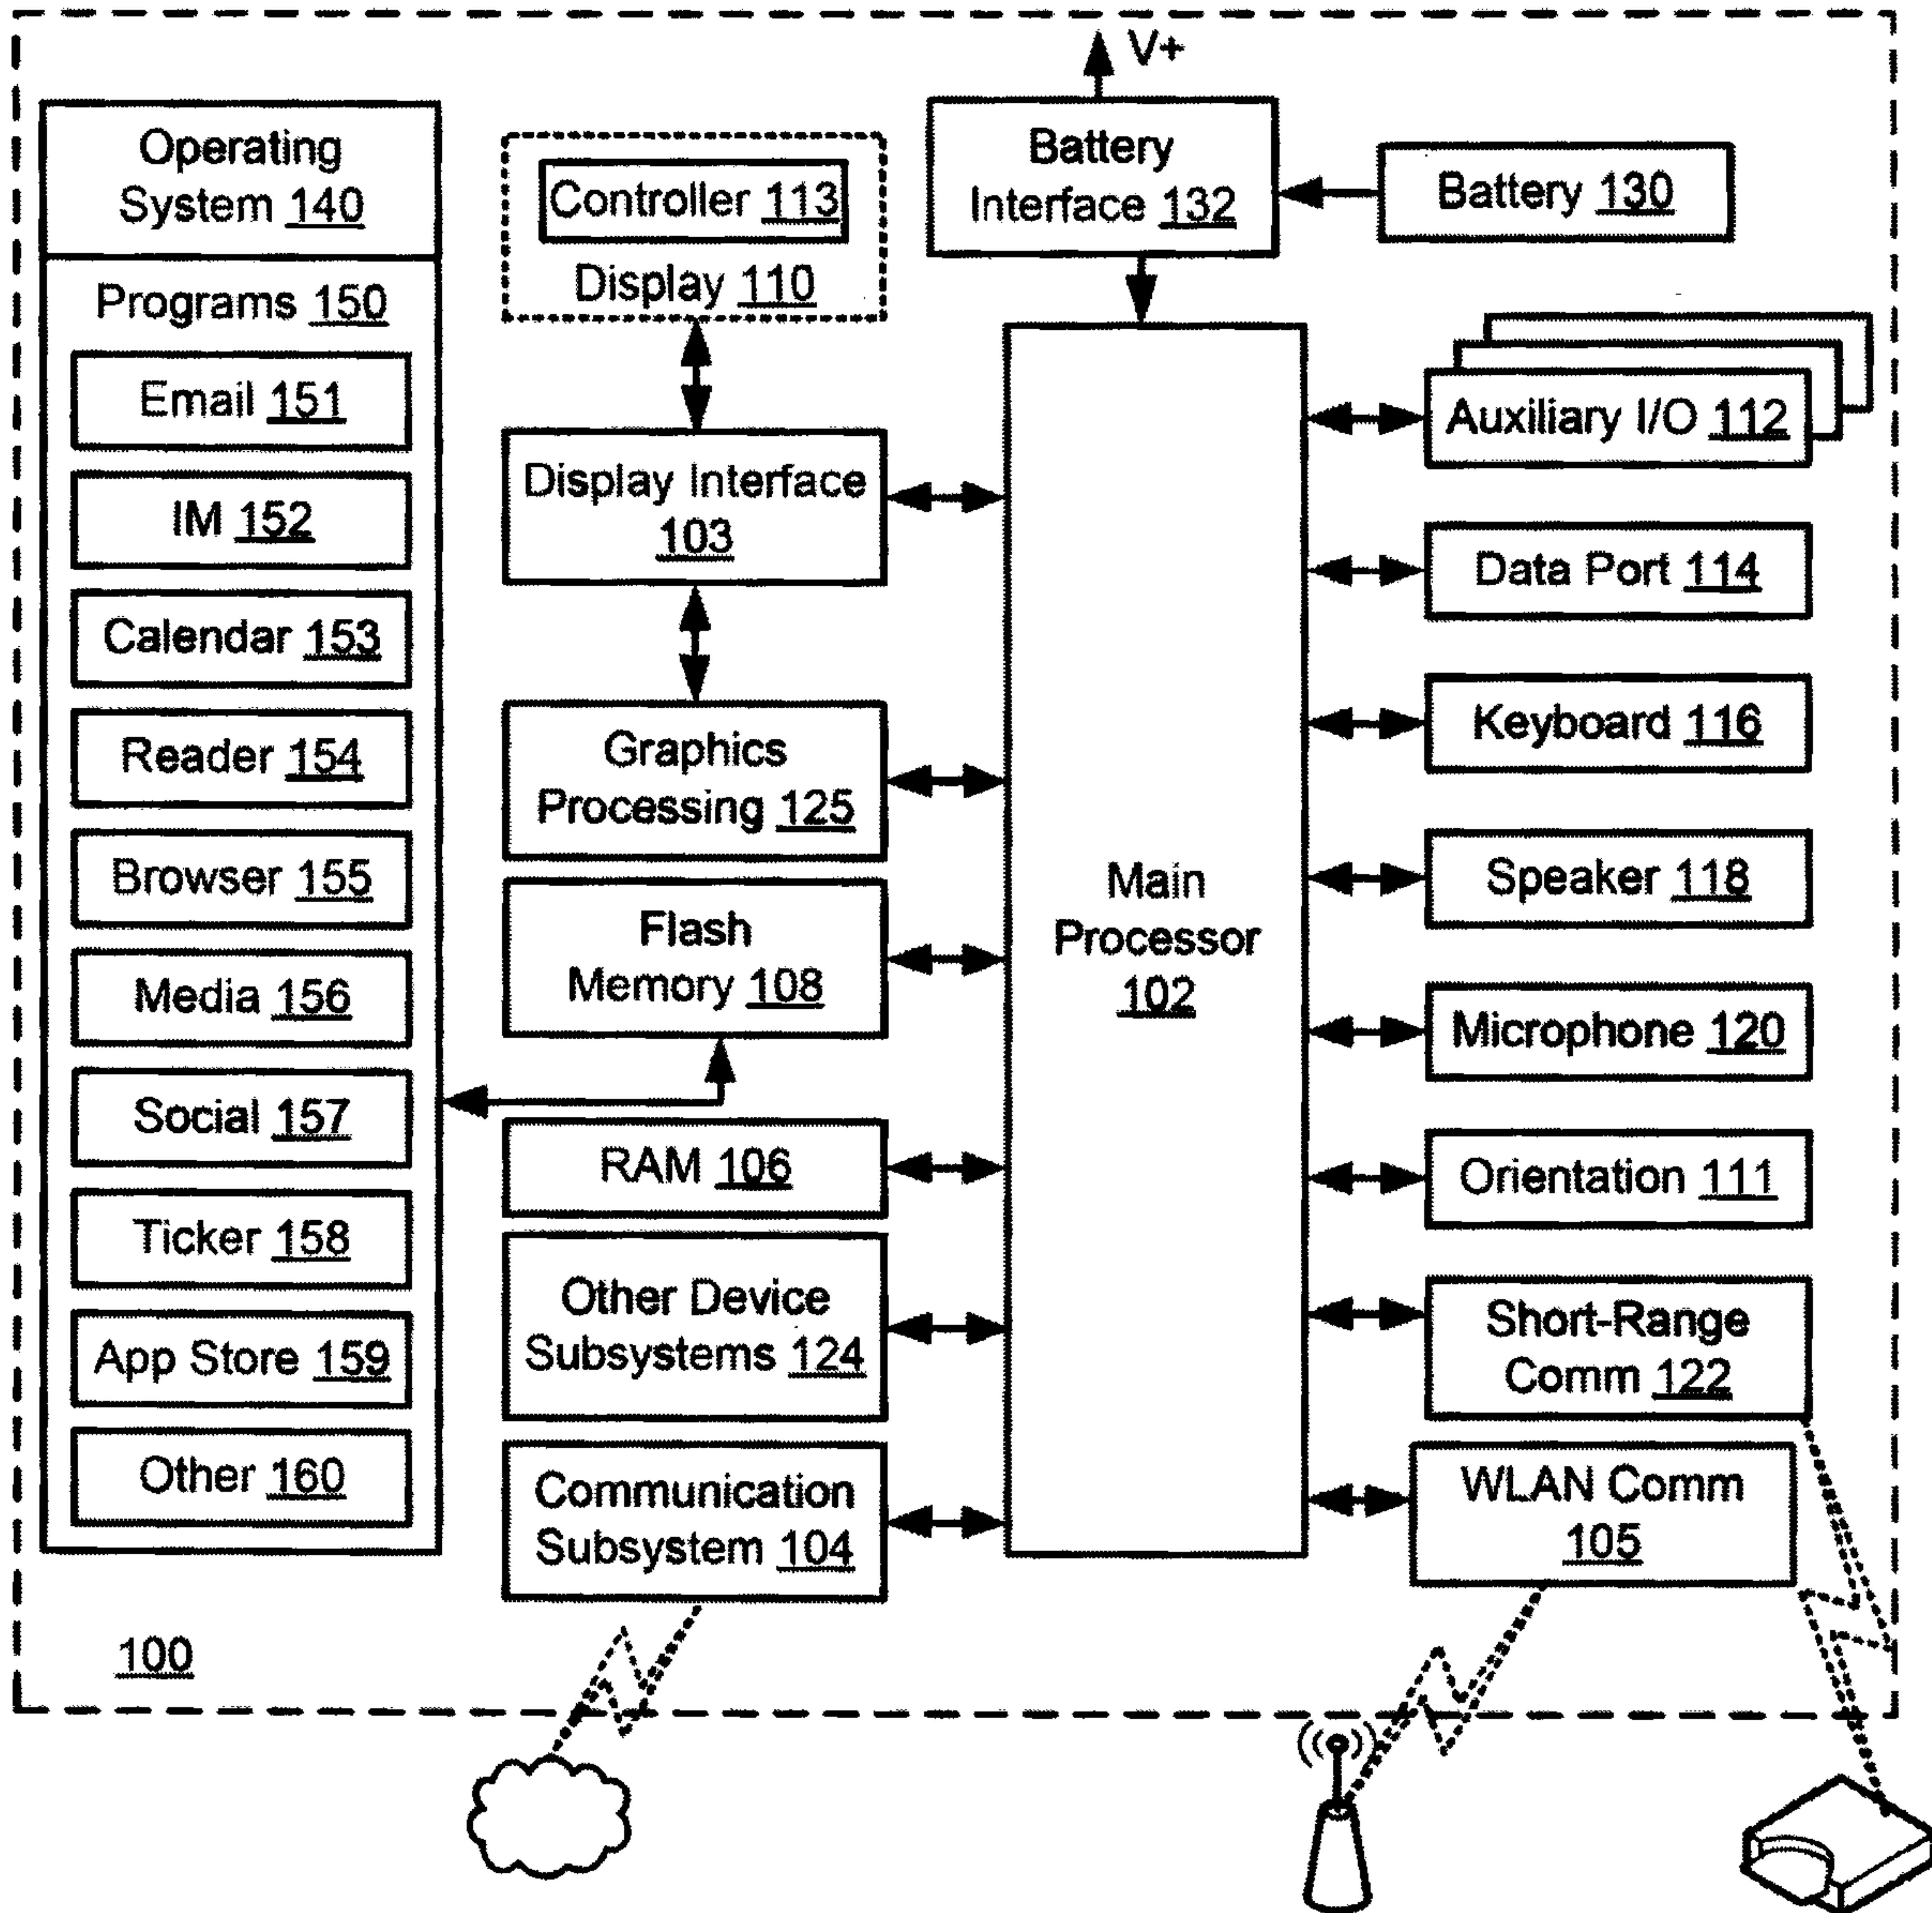 V+
Operating
System 140
Programs 150
Email 151
IM 152
Calendar 153
Reader 154
Browser 155
Media 156
Social 157
Ticker 158
App Store 159
Other 160
Controller 113
Display 110
Display Interface
103
Graphics
Processing 125
Flash
Memory 108
RAM 106
Other Device
Subsystems 124
Communication
Subsystem 104
Battery
Interface 132
Battery 130
Main
Processor
102
Auxiliary I/O 112
Data Port 114
Keyboard 116
Speaker 118
Microphone 120
Orientation 111
Short-Range
Comm 122
WLAN Comm
105
100